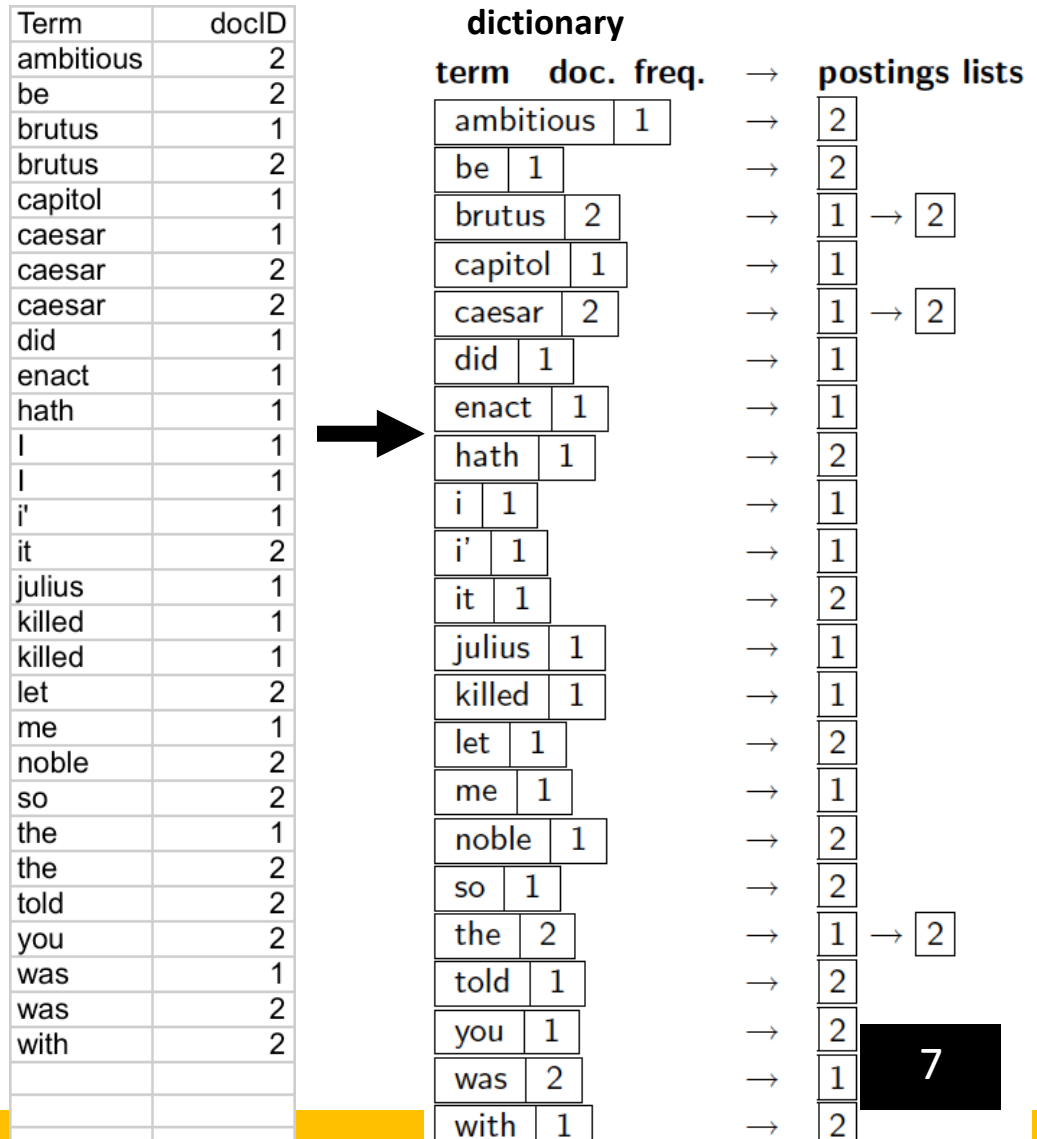 Term docID
ambitious 2
be 2
brutus 1
brutus 2
capitol 1
caesar 1
caesar 2
caesar 2
did 1
enact 1
hath 1
I 1
I 1
i' 1
it 2
julius 1
killed 1
killed 1
let 2
me 1
noble 2
so 2
the 1
the 2
told 2
you 2
was 1
was 2
with 2
dictionary
term doc. freq. → postings lists
ambitious 1 → 2
be 1 → 2
brutus 2 → 1 → 2
capitol 1 → 1
caesar 2 → 1 → 2
did 1 → 1
enact 1 → 1
hath 1 → 2
i 1 → 1
i’ 1 → 1
it 1 → 2
julius 1 → 1
killed 1 → 1
let 1 → 2
me 1 → 1
noble 1 → 2
so 1 → 2
the 2 → 1 → 2
told 1 → 2
you 1 → 2
was 2 → 1
with 1 → 2
7